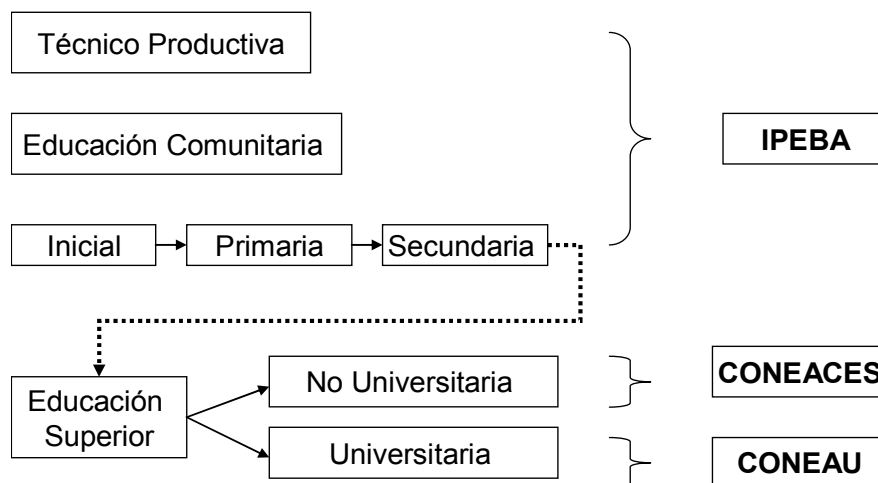 Técnico Productiva
Educación Comunitaria
IPEBA
Inicial
Primaria
Secundaria
No Universitaria
CONEACES
Educación
Superior
Universitaria
CONEAU